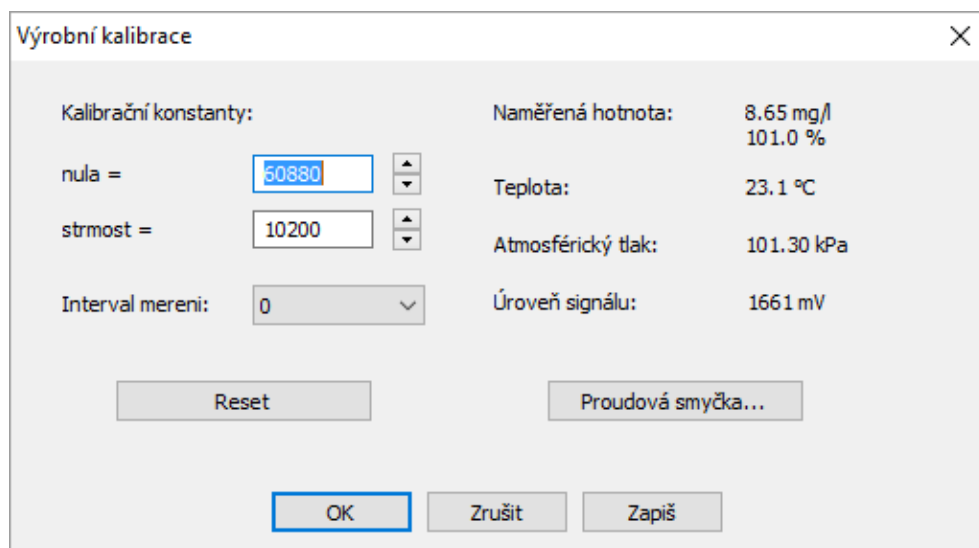 Výrobní kalibrace
Kalibrační konstanty:
nula =
60880
strmost =
10200
Interval mereni:
0
Reset
Naměřená hotnota:
8.65 mg/l
101.0 %
Teplota:
23.1 ºC
Atmosférický tlak:
101.30 kPa
Úroveň signálu:
1661 mV
Proudová smyčka...
OK
Zrušit
Zapiš